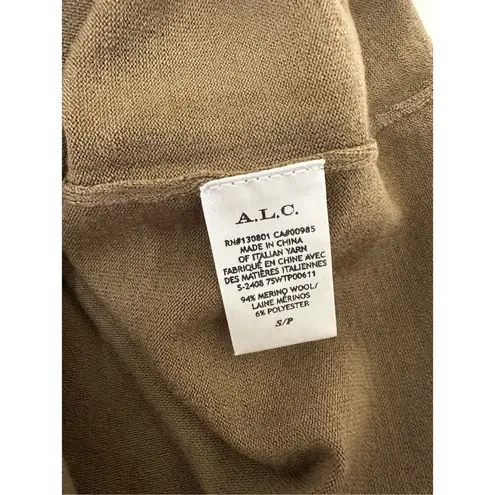 A.L.C.
RN#130801 CA#00985
MADE IN CHINA
OF ITALIAN YARN
FABRIQUÉ EN CHINE AVEC
DES MATIÈRES ITALIENNES
S-2408 7SWTP00611
94% MERINO WOOL/
LAINE MÉRINOS
6% POLYESTER
S/P